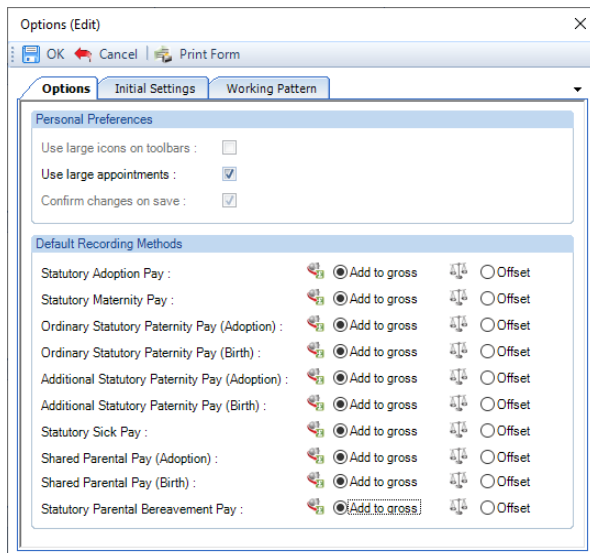 Options (Edit)
OK Cancel Print Form
Options Initial Settings Working Pattern
Personal Preferences
Use large icons on toolbars :
Use large appointments :
Confirm changes on save :
Default Recording Methods
Statutory Adoption Pay : Add to gross Offset
Statutory Maternity Pay : Add to gross Offset
Ordinary Statutory Paternity Pay (Adoption) : Add to gross Offset
Ordinary Statutory Paternity Pay (Birth) : Add to gross Offset
Additional Statutory Paternity Pay (Adoption) : Add to gross Offset
Additional Statutory Paternity Pay (Birth) : Add to gross Offset
Statutory Sick Pay : Add to gross Offset
Shared Parental Pay (Adoption) : Add to gross Offset
Shared Parental Pay (Birth) : Add to gross Offset
Statutory Parental Bereavement Pay : Add to gross Offset